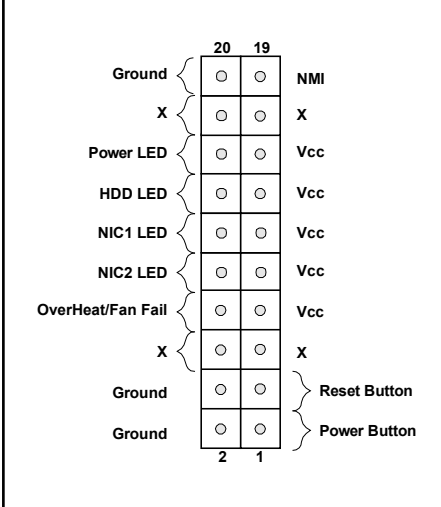 20 19
Ground NMI
X X
Power LED Vcc
HDD LED Vcc
NIC1 LED Vcc
NIC2 LED Vcc
OverHeat/Fan Fail Vcc
X X
Ground Reset Button
Ground Power Button
2 1